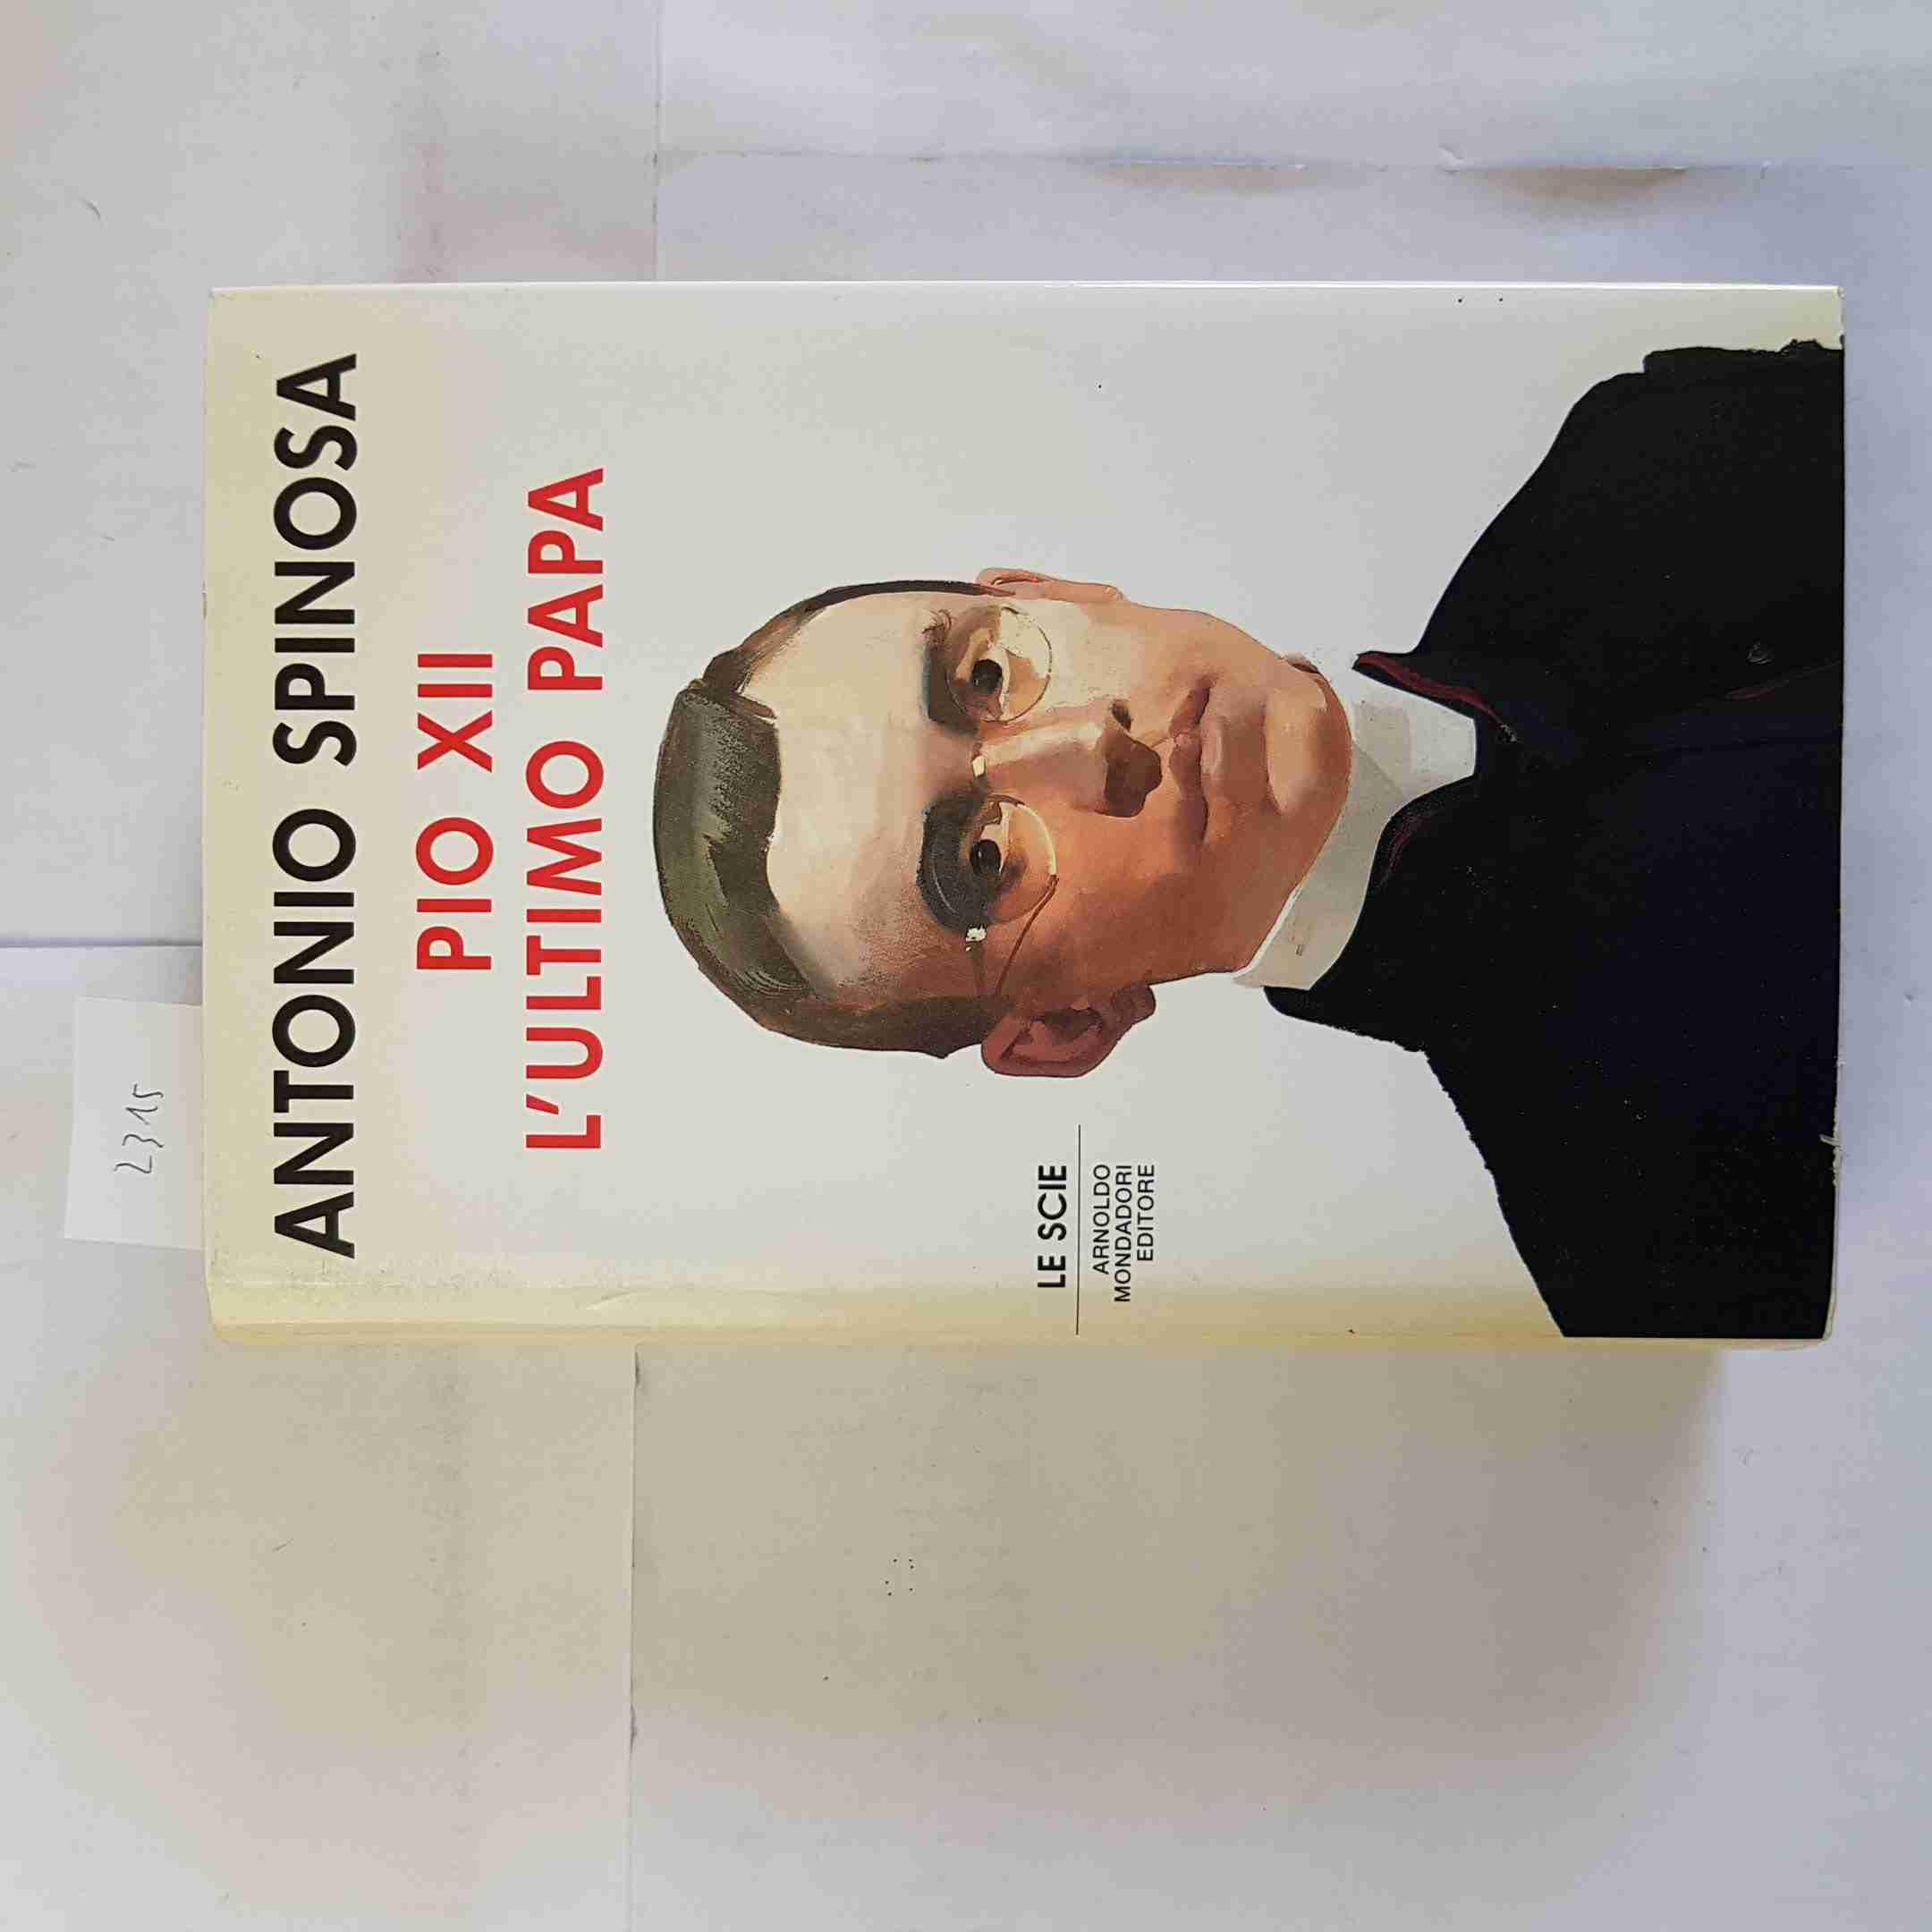 2315
ANTONIO SPINOSA
PIO XII
L'ULTIMO PAPA
LE SCIE
ARNOLDO
MONDADORI
EDITORE